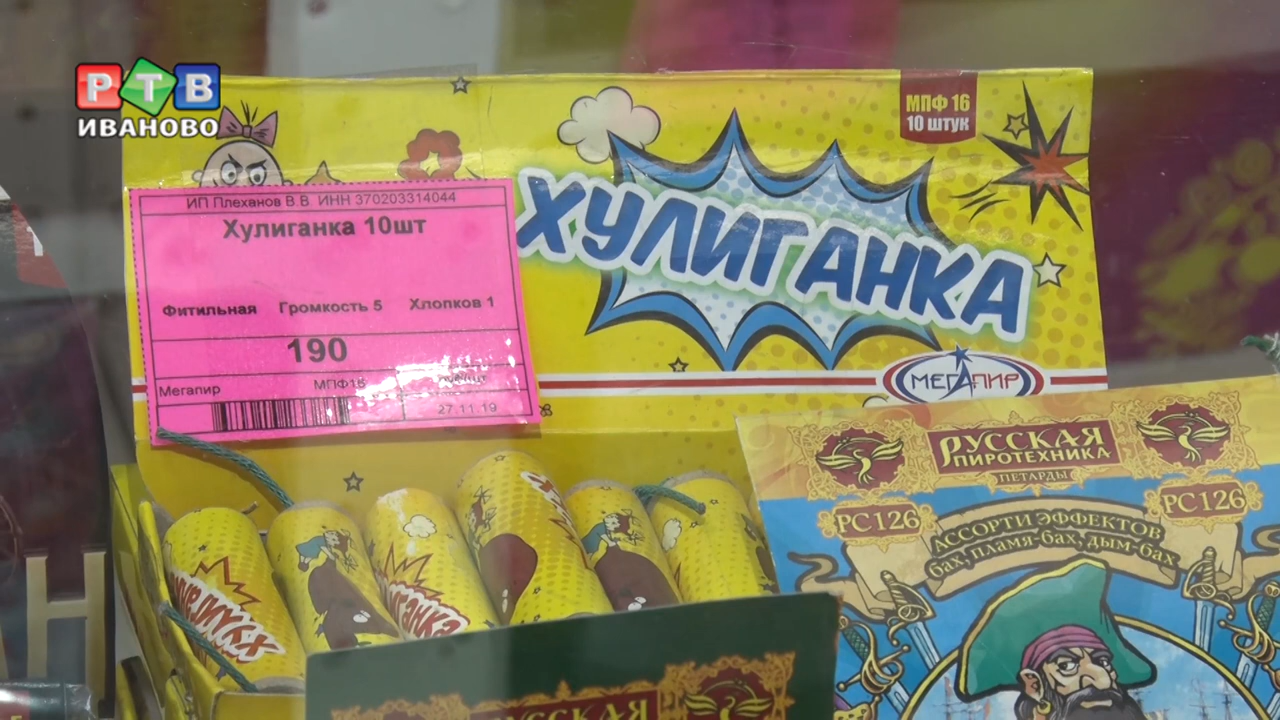 РТВ
ИВАНОВО
МПФ 16
10 штук
ХУЛИГАНКА
МЕГАПИР
ИП Плеханов В.В. ИНН 370203314044
Хулиганка 10шт
Фитильная Громкость 5 Хлопков 1
190
Мегапир МПФ16
27.11.19
РУССКАЯ
ПИРОТЕХНИКА
ПЕТАРДЫ
РС126 РС126
АССОРТИ ЭФФЕКТОВ
бах, пламя-бах, дым-бах
РУССКАЯ